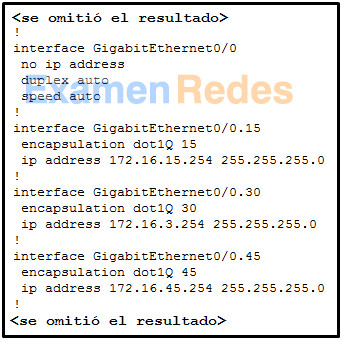 <se omitió el resultado>
!
interface GigabitEthernet0/0
no ip address
duplex auto
speed auto
ExamenRedes
!
interface GigabitEthernet0/0.15
encapsulation dot1Q 15
ip address 172.16.15.254 255.255.255.0
!
interface GigabitEthernet0/0.30
encapsulation dot1Q 30
ip address 172.16.3.254 255.255.255.0
!
interface GigabitEthernet0/0.45
encapsulation dot1Q 45
ip address 172.16.45.254 255.255.255.0
!
<se omitió el resultado>